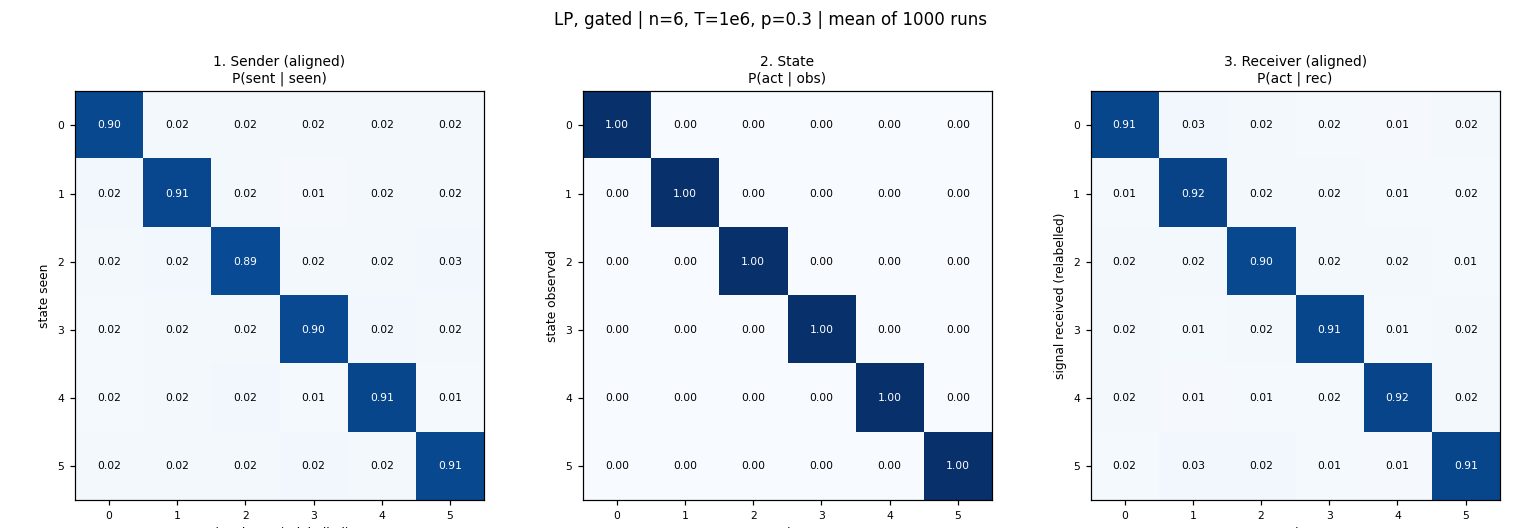 LP, gated | n=6, T=1e6, p=0.3 | mean of 1000 runs
1. Sender (aligned)
P(sent | seen)
state seen
0 0.90 0.02 0.02 0.02 0.02 0.02
1 0.02 0.91 0.02 0.01 0.02 0.02
2 0.02 0.02 0.89 0.02 0.02 0.03
3 0.02 0.02 0.02 0.90 0.02 0.02
4 0.02 0.02 0.02 0.01 0.91 0.01
5 0.02 0.02 0.02 0.02 0.02 0.91
0 1 2 3 4 5
2. State
P(act | obs)
state observed
0 1.00 0.00 0.00 0.00 0.00 0.00
1 0.00 1.00 0.00 0.00 0.00 0.00
2 0.00 0.00 1.00 0.00 0.00 0.00
3 0.00 0.00 0.00 1.00 0.00 0.00
4 0.00 0.00 0.00 0.00 1.00 0.00
5 0.00 0.00 0.00 0.00 0.00 1.00
0 1 2 3 4 5
3. Receiver (aligned)
P(act | rec)
signal received (relabelled)
0 0.91 0.03 0.02 0.02 0.01 0.02
1 0.01 0.92 0.02 0.02 0.01 0.02
2 0.02 0.02 0.90 0.02 0.02 0.01
3 0.02 0.01 0.02 0.91 0.01 0.02
4 0.02 0.01 0.01 0.02 0.92 0.02
5 0.02 0.03 0.02 0.01 0.01 0.91
0 1 2 3 4 5